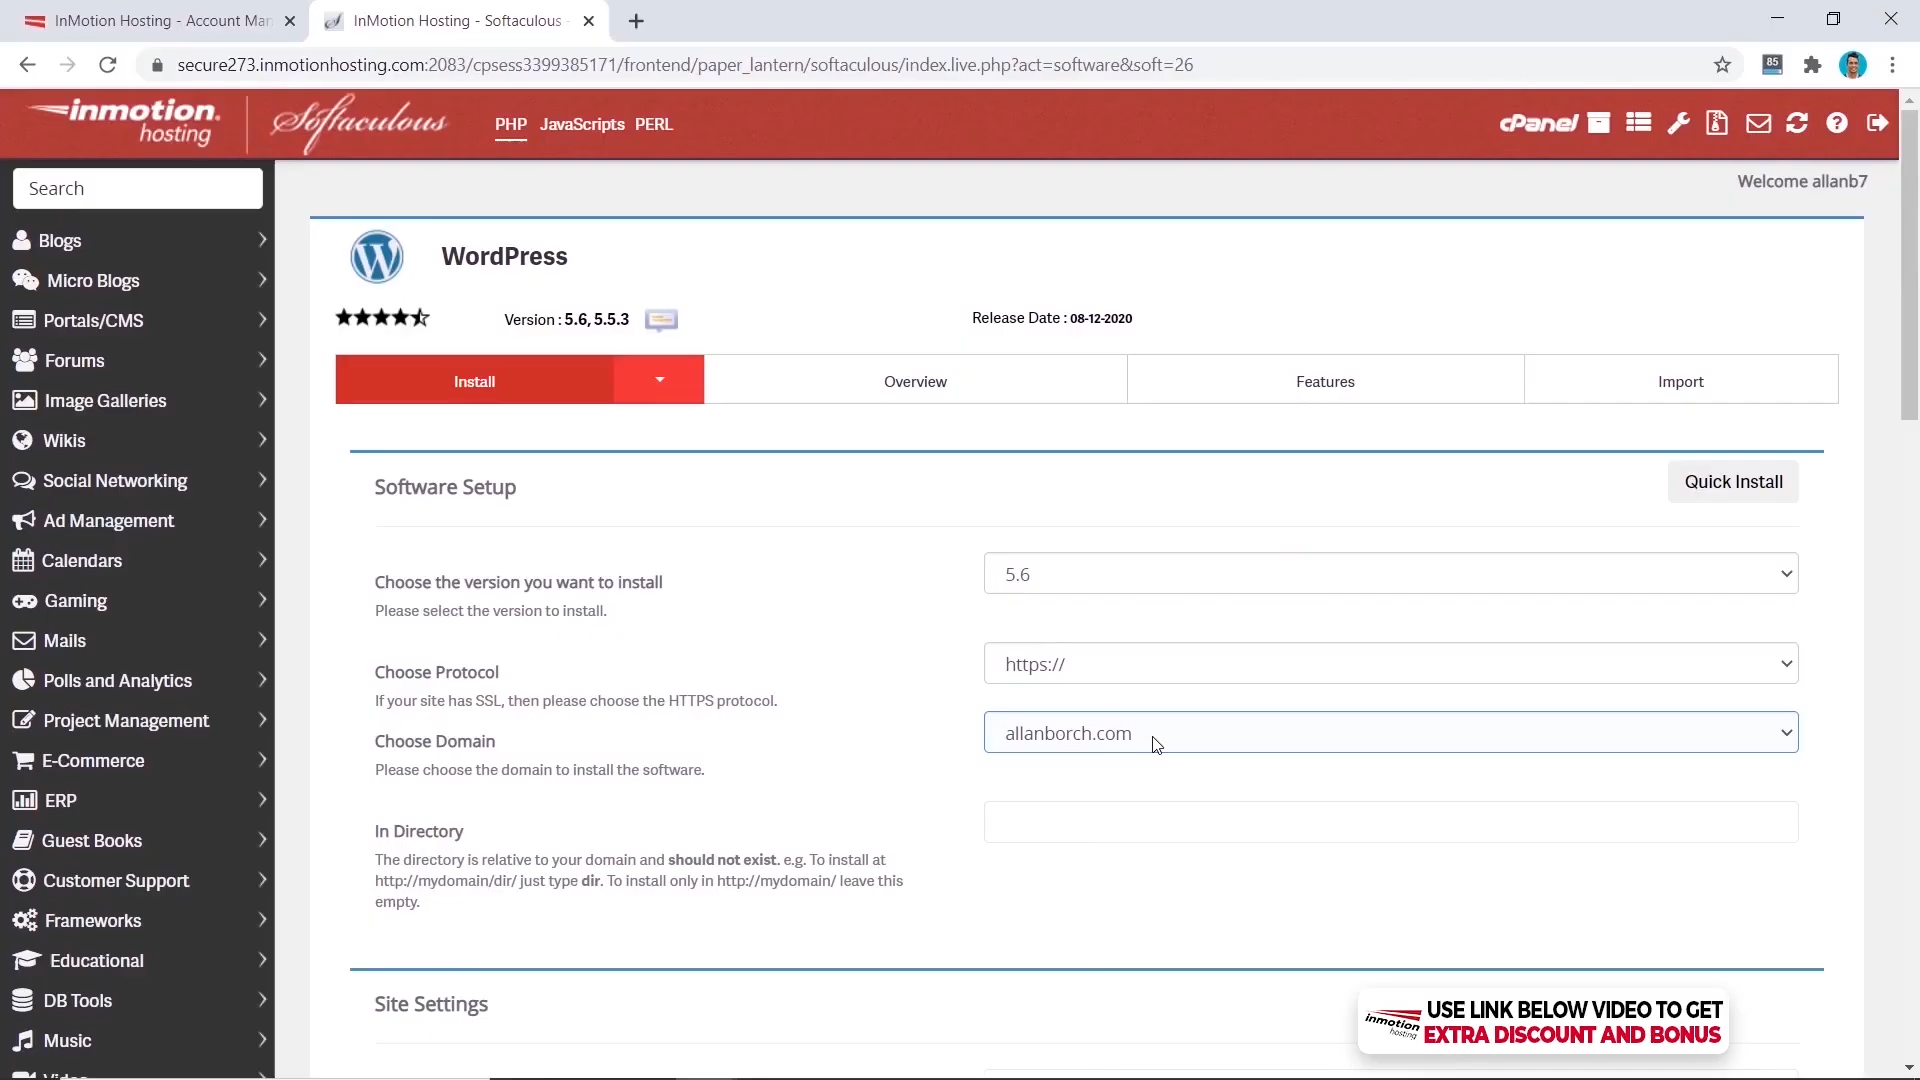 InMotion Hosting - Account Man
InMotion Hosting - Softaculous -
secure273.inmotionhosting.com:2083/cpsess3399385171/frontend/paper_lantern/softaculous/index.live.php?act=software&soft=26
85
inmotion
hosting
Softaculous
PHP JavaScripts PERL
cPanel
Search
Welcome allanb7
Blogs
Micro Blogs
Portals/CMS
Forums
Image Galleries
Wikis
Social Networking
Ad Management
Calendars
Gaming
Mails
Polls and Analytics
Project Management
E-Commerce
ERP
Guest Books
Customer Support
Frameworks
Educational
DB Tools
Music
WordPress
Version : 5.6, 5.5.3
Release Date : 08-12-2020
Install
Overview
Features
Import
Software Setup
Quick Install
Choose the version you want to install
Please select the version to install.
5.6
Choose Protocol
If your site has SSL, then please choose the HTTPS protocol.
https://
Choose Domain
Please choose the domain to install the software.
allanborch.com
In Directory
The directory is relative to your domain and should not exist. e.g. To install at
http://mydomain/dir/ just type dir. To install only in http://mydomain/ leave this
empty.
Site Settings
inmotion
hosting
USE LINK BELOW VIDEO TO GET
EXTRA DISCOUNT AND BONUS